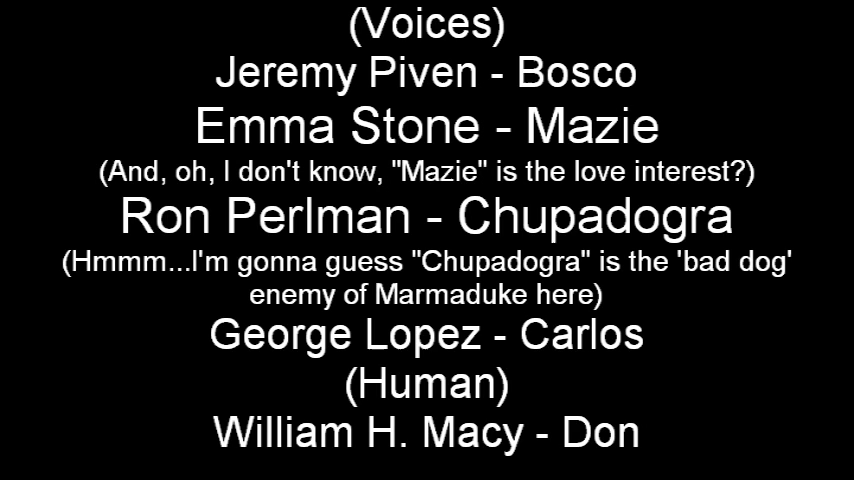 (Voices)
Jeremy Piven - Bosco
Emma Stone - Mazie
(And, oh, I don't know, "Mazie" is the love interest?)
Ron Perlman - Chupadogra
(Hmmm...I'm gonna guess "Chupadogra" is the 'bad dog'
enemy of Marmaduke here)
George Lopez - Carlos
(Human)
William H. Macy - Don